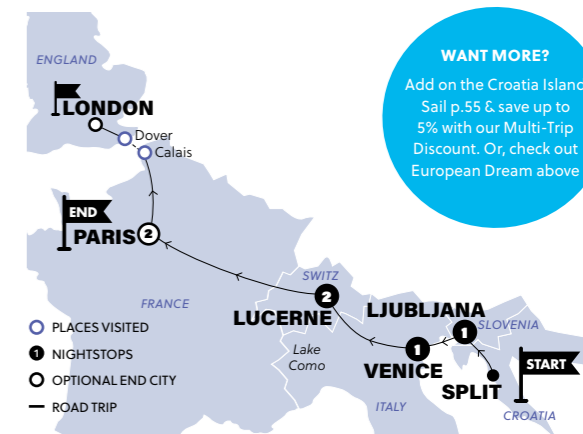 ENGLAND
LONDON
Dover
Calais
WANT MORE?
Add on the Croatia Island
Sail p.55 & save up to
5% with our Multi-Trip
Discount. Or, check out
European Dream above
END
PARIS
2
FRANCE
SWITZ
2
LUCERNE
LJUBLJANA
1
SLOVENIA
Lake
Como
1
VENICE
START
SPLIT
CROATIA
ITALY
PLACES VISITED
1 NIGHTSTOPS
OPTIONAL END CITY
ROAD TRIP